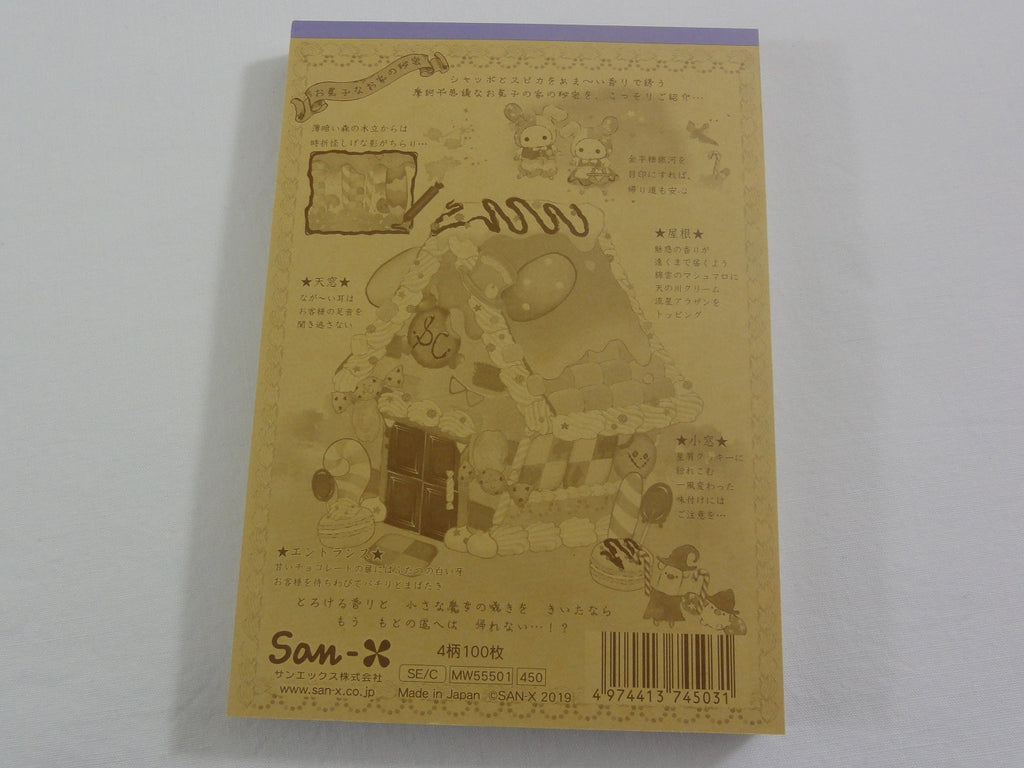 お菓子なお家の秘密
シャッポとスピカをあま〜い香りで誘う
摩訶不思議なお菓子の家の秘密を、こっそりご紹介…
薄暗い森の木立からは
時折怪しげな影がちらり…
金平糖銀河を
目印にすれば、
帰り道も安心
★屋根★
魅惑の香りが
遠くまで届くよう
綿雲のマシュマロに
天の川クリーム
流星アラザンを
トッピング
★天窓★
なが〜い耳は
お客様の足音を
聞き逃さない
SC
★小窓★
星屑クッキーに
紛れこむ
一風変わった
味付けには
ご注意を…
★エントランス★
甘いチョコレートの扉にはふたつの白い牙
お客様を待ちわびてパチリとまばたき
とろける香りと 小さな魔女の囁きを きいたなら
もう もとの道へは 帰れない…！？
San-X
サンエックス株式会社
www.san-x.co.jp
4柄100枚
SE/C MW55501 450
Made in Japan ©SAN-X 2019
4 974413 745031